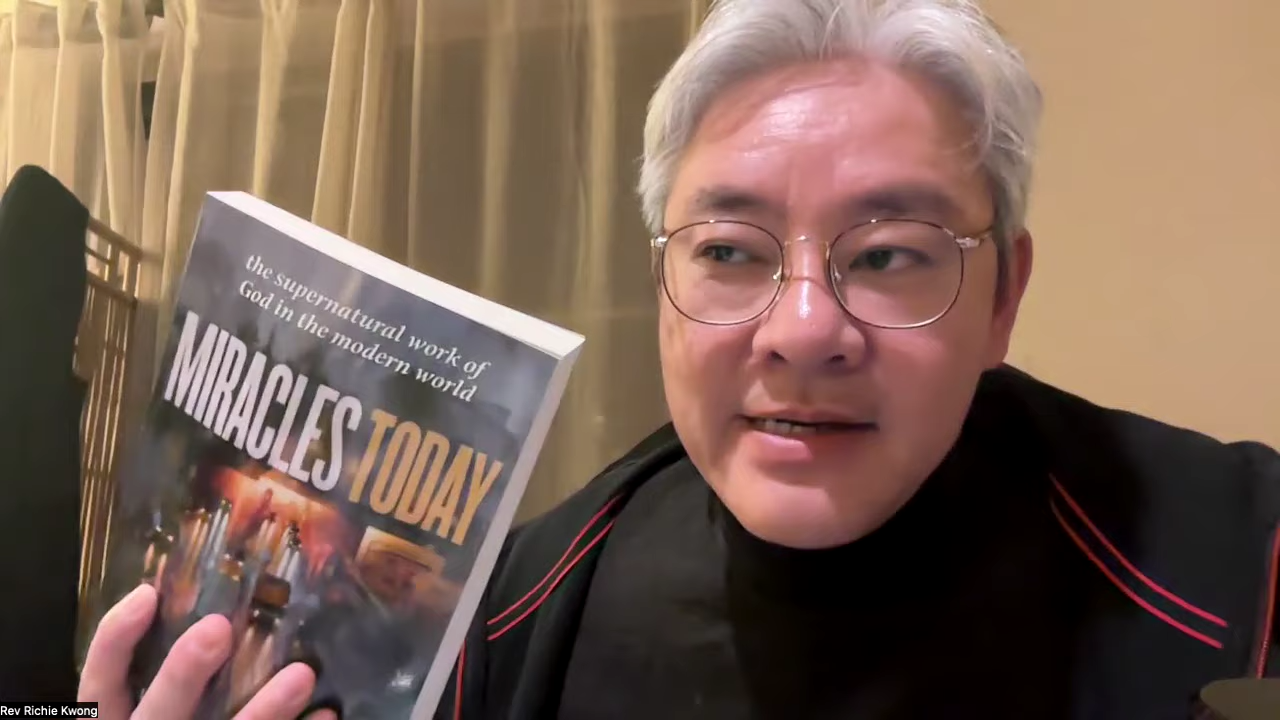 the supernatural work of
God in the modern world
MIRACLES TODAY
Rev Richie Kwong